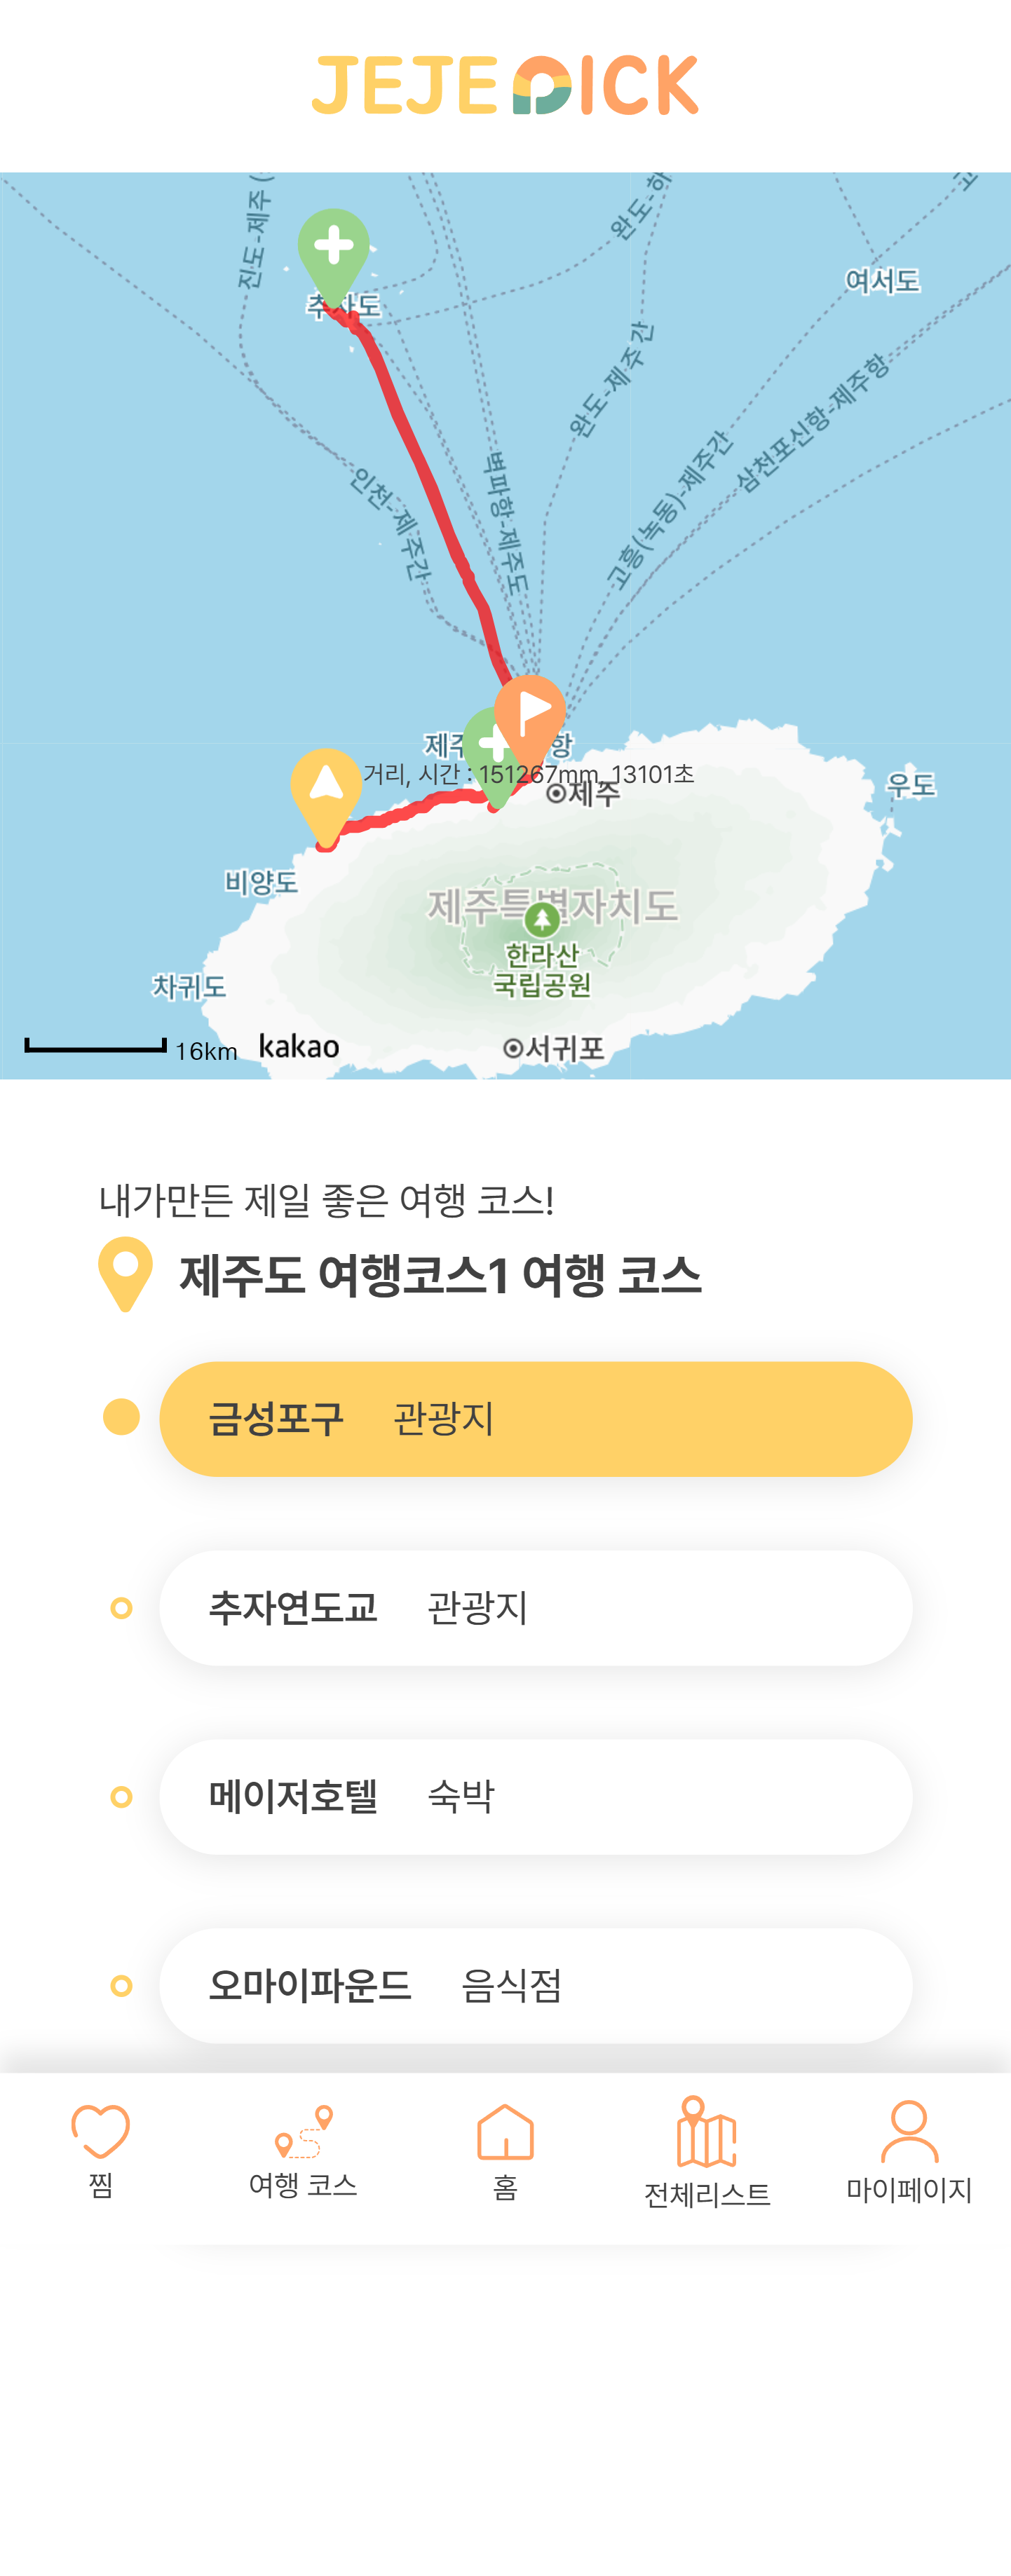 JEJE PICK
진도-제주 (
완도-하
고
추자도
여서도
완도-제주간
삼천포신항-제주항
인천-제주간
벽파항-제주도
고흥(녹동)-제주간
제주 항
거리, 시간 : 151267mm, 13101초
제주
우도
비양도
제주특별자치도
한라산
국립공원
차귀도
16km kakao
서귀포
내가만든 제일 좋은 여행 코스!
제주도 여행코스1 여행 코스
금성포구 관광지
추자연도교 관광지
메이저호텔 숙박
오마이파운드 음식점
찜 여행 코스 홈 전체리스트 마이페이지